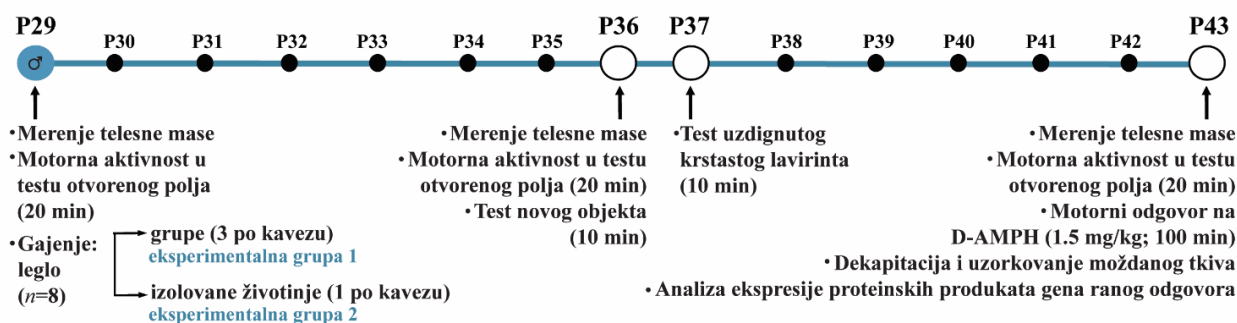 P29
P30
P31
P32
P33
P34
P35
P36
P37
P38
P39
P40
P41
P42
P43
♂
•Merenje telesne mase
•Motorna aktivnost u
testu otvorenog polja
(20 min)
•Gajenje:
leglo
(n=8)
grupe (3 po kavezu)
eksperimentalna grupa 1
izolovane životinje (1 po kavezu)
eksperimentalna grupa 2
•Merenje telesne mase
•Motorna aktivnost u testu
otvorenog polja (20 min)
•Test novog objekta
(10 min)
•Test uzdignutog
krstastog lavirinta
(10 min)
•Merenje telesne mase
•Motorna aktivnost u testu
otvorenog polja (20 min)
•Motorni odgovor na
D-AMPH (1.5 mg/kg; 100 min)
•Dekapitacija i uzorkovanje moždanog tkiva
•Analiza ekspresije proteinskih produkata gena ranog odgovora